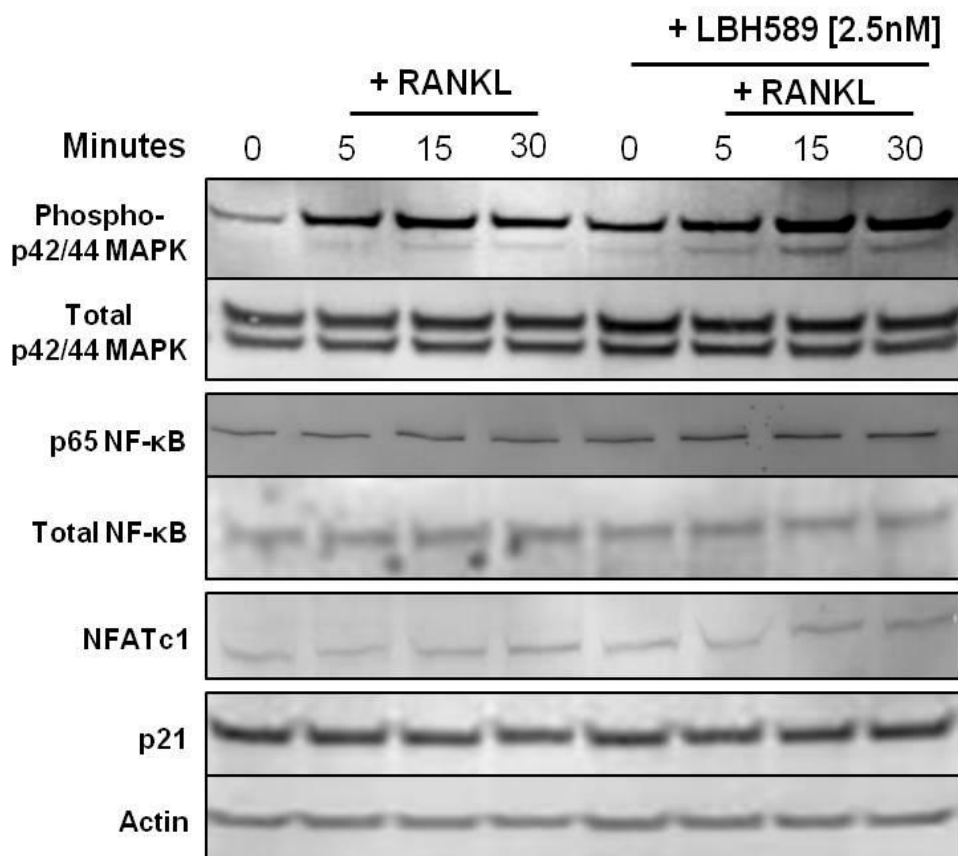 + LBH589 [2.5nM]
+ RANKL
+ RANKL
Minutes 0 5 15 30 0 5 15 30
Phospho-
p42/44 MAPK
Total
p42/44 MAPK
p65 NF-κB
Total NF-κB
NFATc1
p21
Actin